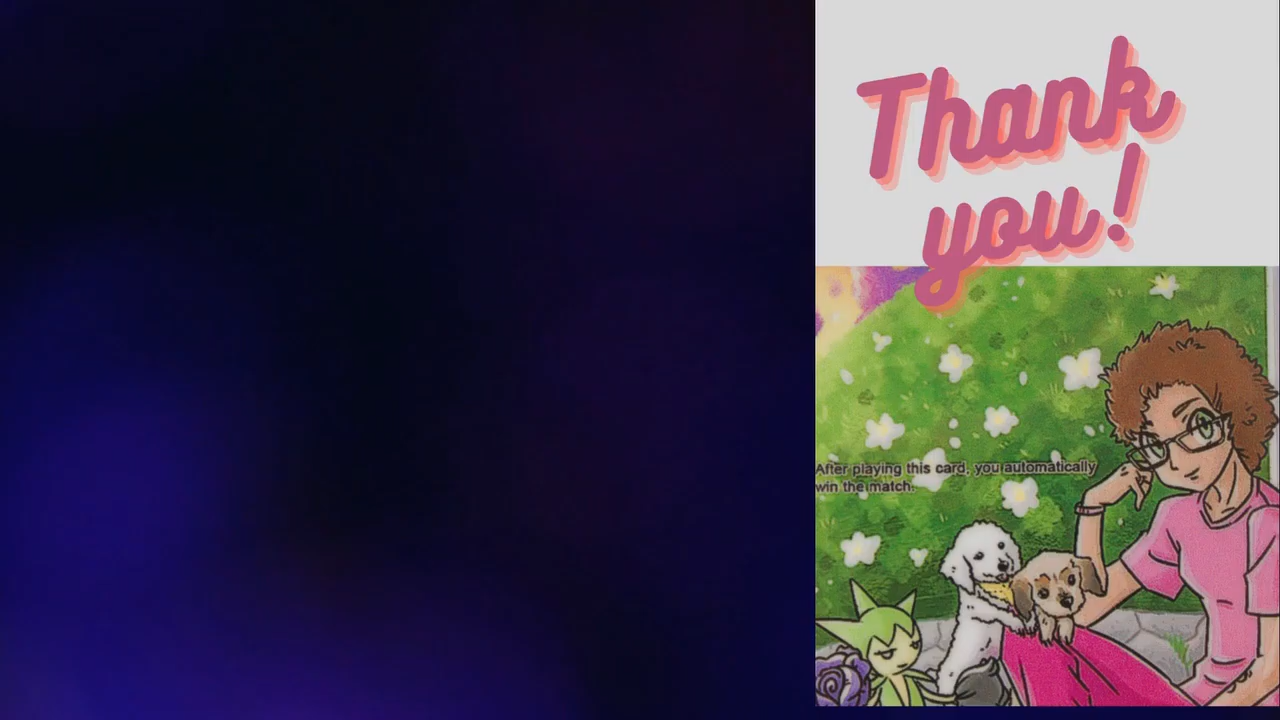 Thank
you!
After playing this card, you automatically
win the match.